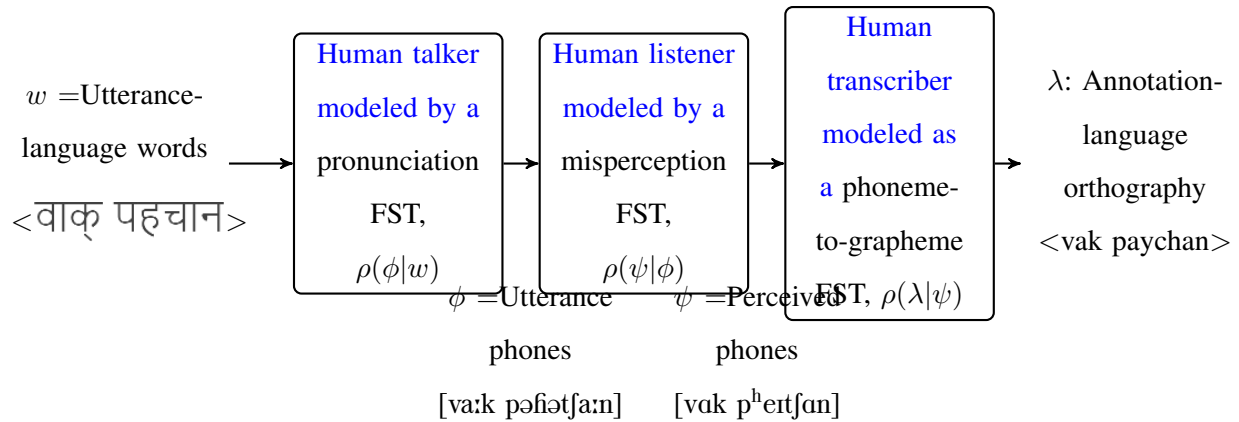 w =Utterance-
language words
<वाक् पहचान>
Human talker
modeled by a
pronunciation
FST,
ρ(ϕ|w)
Human listener
modeled by a
misperception
FST,
ρ(ψ|ϕ)
Human
transcriber
modeled as
a phoneme-
to-grapheme
FST, ρ(λ|ψ)
λ: Annotation-
language
orthography
<vak paychan>
ϕ =Utterance
phones
[vaːk pəɦətʃaːn]
ψ =Perceived
phones
[vɑk pʰeɪtʃɑn]